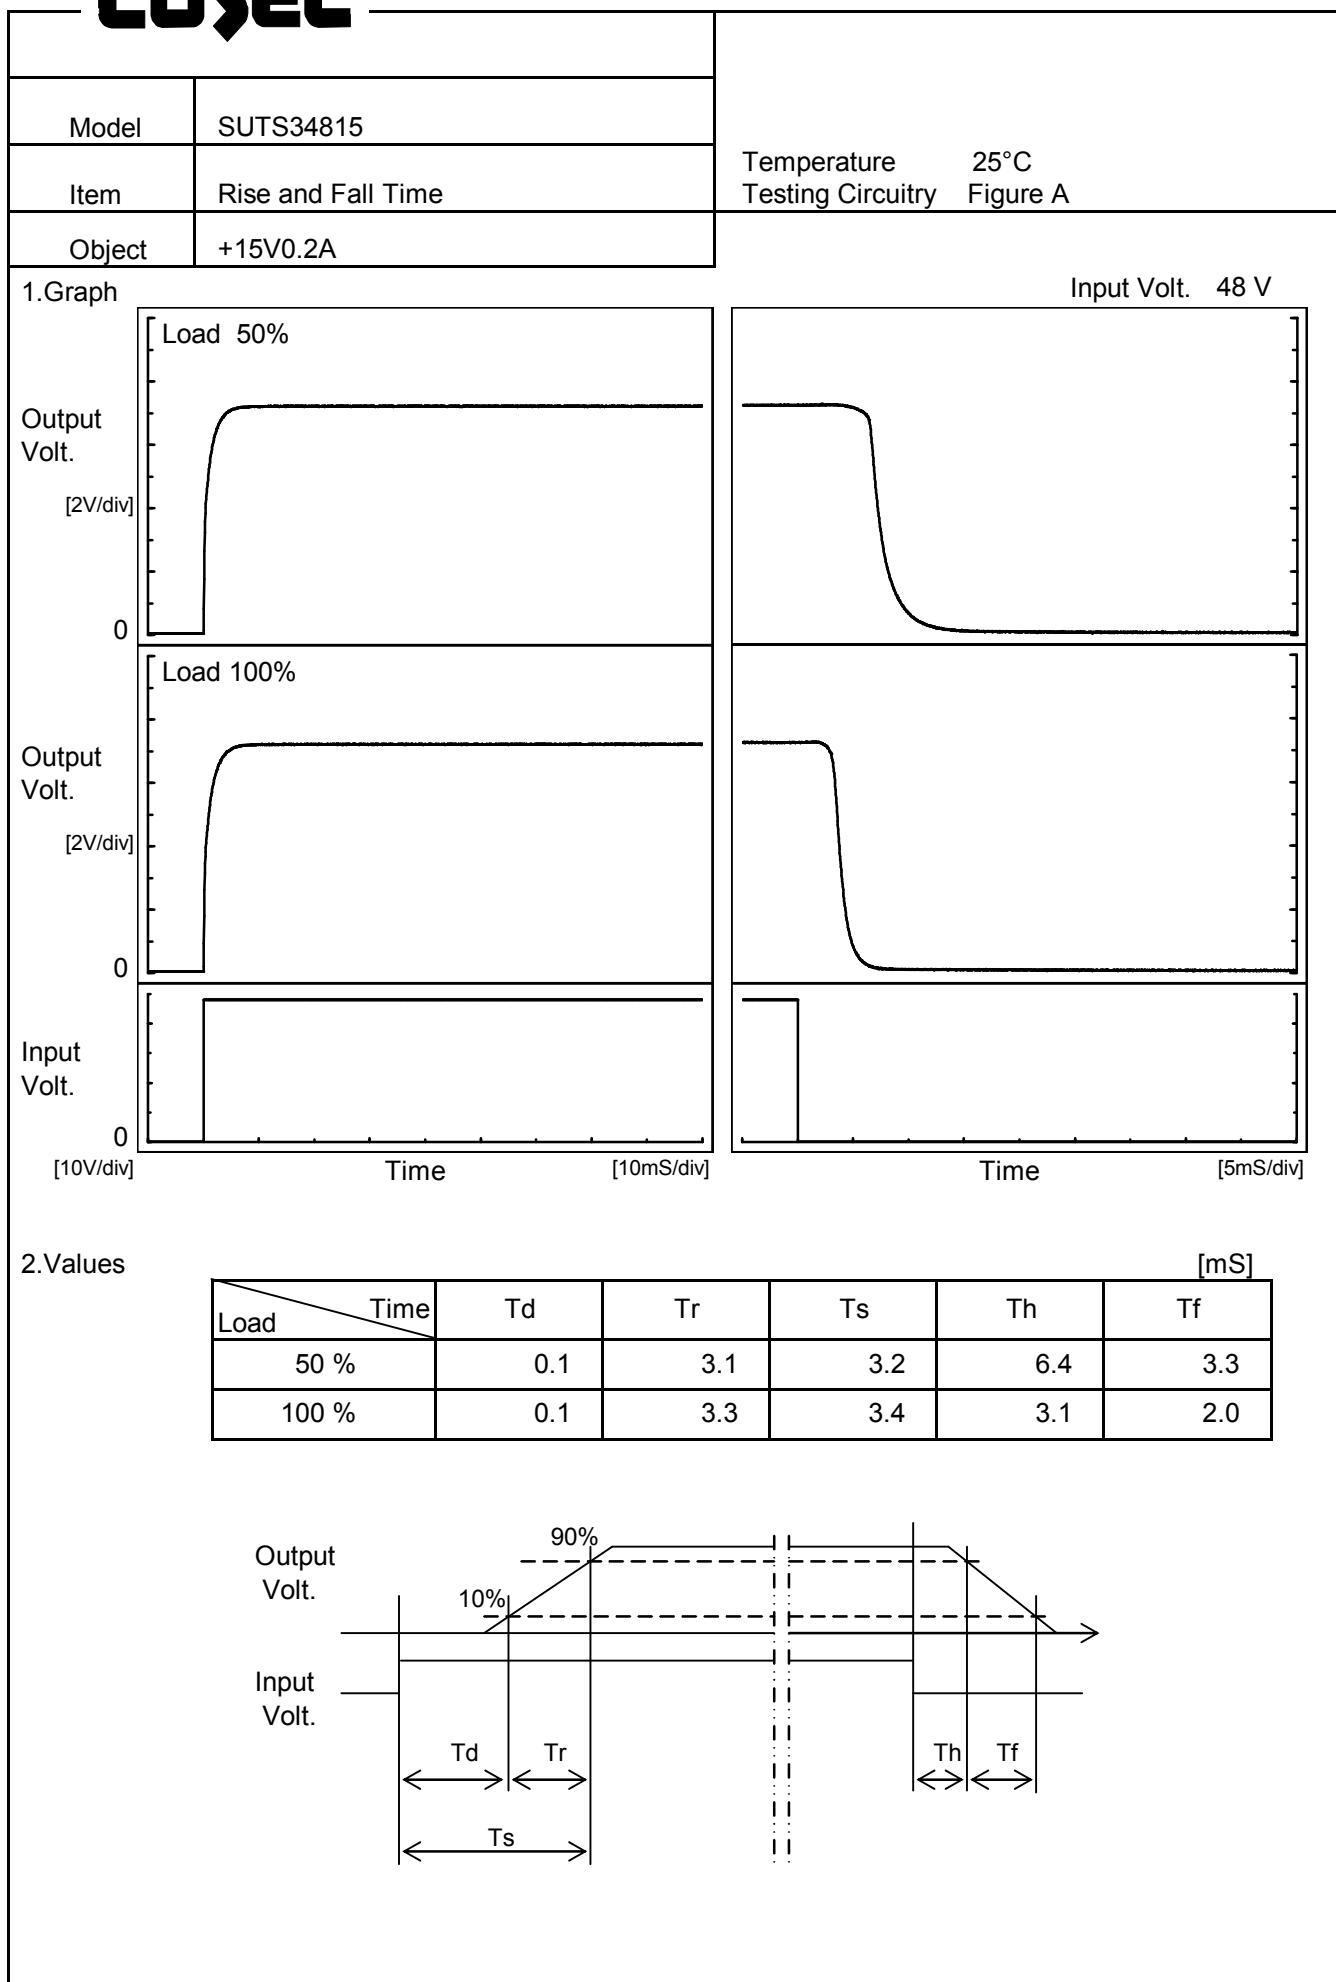 COSEL
Model SUTS34815
Item Rise and Fall Time
Temperature 25°C
Testing Circuitry Figure A
Object +15V0.2A
1.Graph
Input Volt. 48 V
Load 50%
Output
Volt.
[2V/div]
0
Load 100%
Output
Volt.
[2V/div]
0
Input
Volt.
0
[10V/div] Time [10mS/div] Time [5mS/div]
2.Values [mS]
Time
Load Td Tr Ts Th Tf
50 % 0.1 3.1 3.2 6.4 3.3
100 % 0.1 3.3 3.4 3.1 2.0
90%
Output
Volt.
10%
Input
Volt.
Td Tr Th Tf
Ts